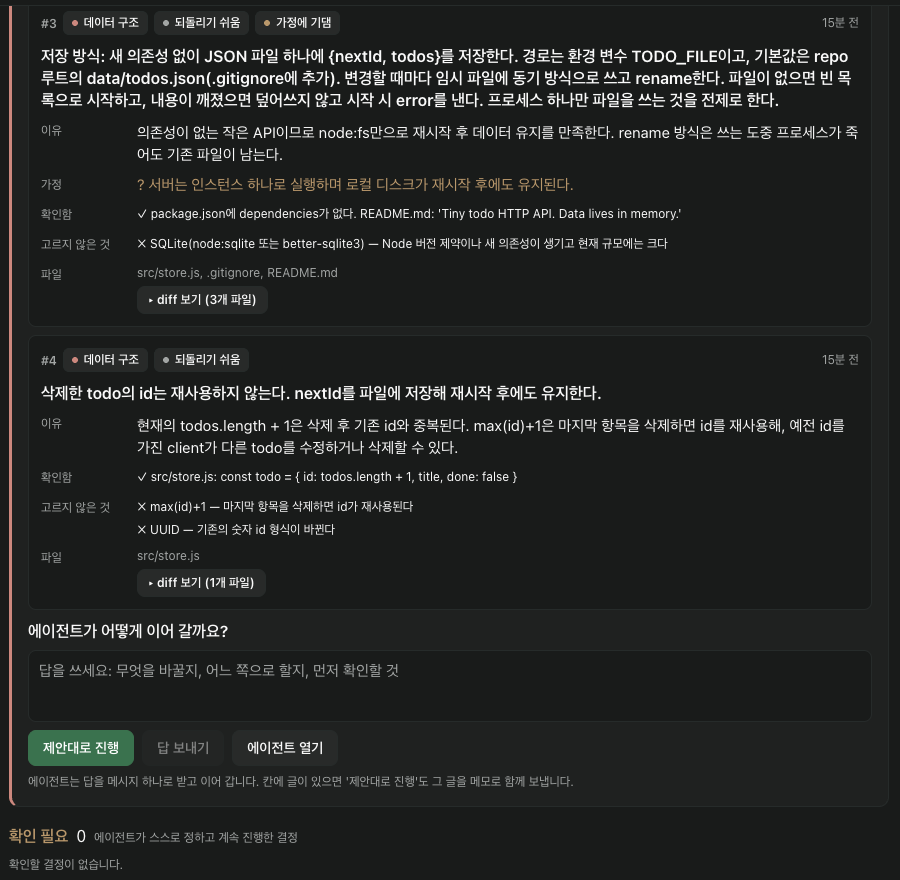 #3 데이터 구조 되돌리기 쉬움 가정에 기댐 15분 전
저장 방식: 새 의존성 없이 JSON 파일 하나에 {nextId, todos}를 저장한다. 경로는 환경 변수 TODO_FILE이고, 기본값은 repo
루트의 data/todos.json(.gitignore에 추가). 변경할 때마다 임시 파일에 동기 방식으로 쓰고 rename한다. 파일이 없으면 빈 목
록으로 시작하고, 내용이 깨졌으면 덮어쓰지 않고 시작 시 error를 낸다. 프로세스 하나만 파일을 쓰는 것을 전제로 한다.
이유 의존성이 없는 작은 API이므로 node:fs만으로 재시작 후 데이터 유지를 만족한다. rename 방식은 쓰는 도중 프로세스가 죽
어도 기존 파일이 남는다.
가정 ? 서버는 인스턴스 하나로 실행하며 로컬 디스크가 재시작 후에도 유지된다.
확인함 ✓ package.json에 dependencies가 없다. README.md: 'Tiny todo HTTP API. Data lives in memory.'
고르지 않은 것 ✕ SQLite(node:sqlite 또는 better-sqlite3) — Node 버전 제약이나 새 의존성이 생기고 현재 규모에는 크다
파일 src/store.js, .gitignore, README.md
▸ diff 보기 (3개 파일)
#4 데이터 구조 되돌리기 쉬움 15분 전
삭제한 todo의 id는 재사용하지 않는다. nextId를 파일에 저장해 재시작 후에도 유지한다.
이유 현재의 todos.length + 1은 삭제 후 기존 id와 중복된다. max(id)+1은 마지막 항목을 삭제하면 id를 재사용해, 예전 id를
가진 client가 다른 todo를 수정하거나 삭제할 수 있다.
확인함 ✓ src/store.js: const todo = { id: todos.length + 1, title, done: false }
고르지 않은 것 ✕ max(id)+1 — 마지막 항목을 삭제하면 id가 재사용된다
✕ UUID — 기존의 숫자 id 형식이 바뀐다
파일 src/store.js
▸ diff 보기 (1개 파일)
에이전트가 어떻게 이어 갈까요?
답을 쓰세요: 무엇을 바꿀지, 어느 쪽으로 할지, 먼저 확인할 것
제안대로 진행 답 보내기 에이전트 열기
에이전트는 답을 메시지 하나로 받고 이어 갑니다. 칸에 글이 있으면 '제안대로 진행'도 그 글을 메모로 함께 보냅니다.
확인 필요 0 에이전트가 스스로 정하고 계속 진행한 결정
확인할 결정이 없습니다.